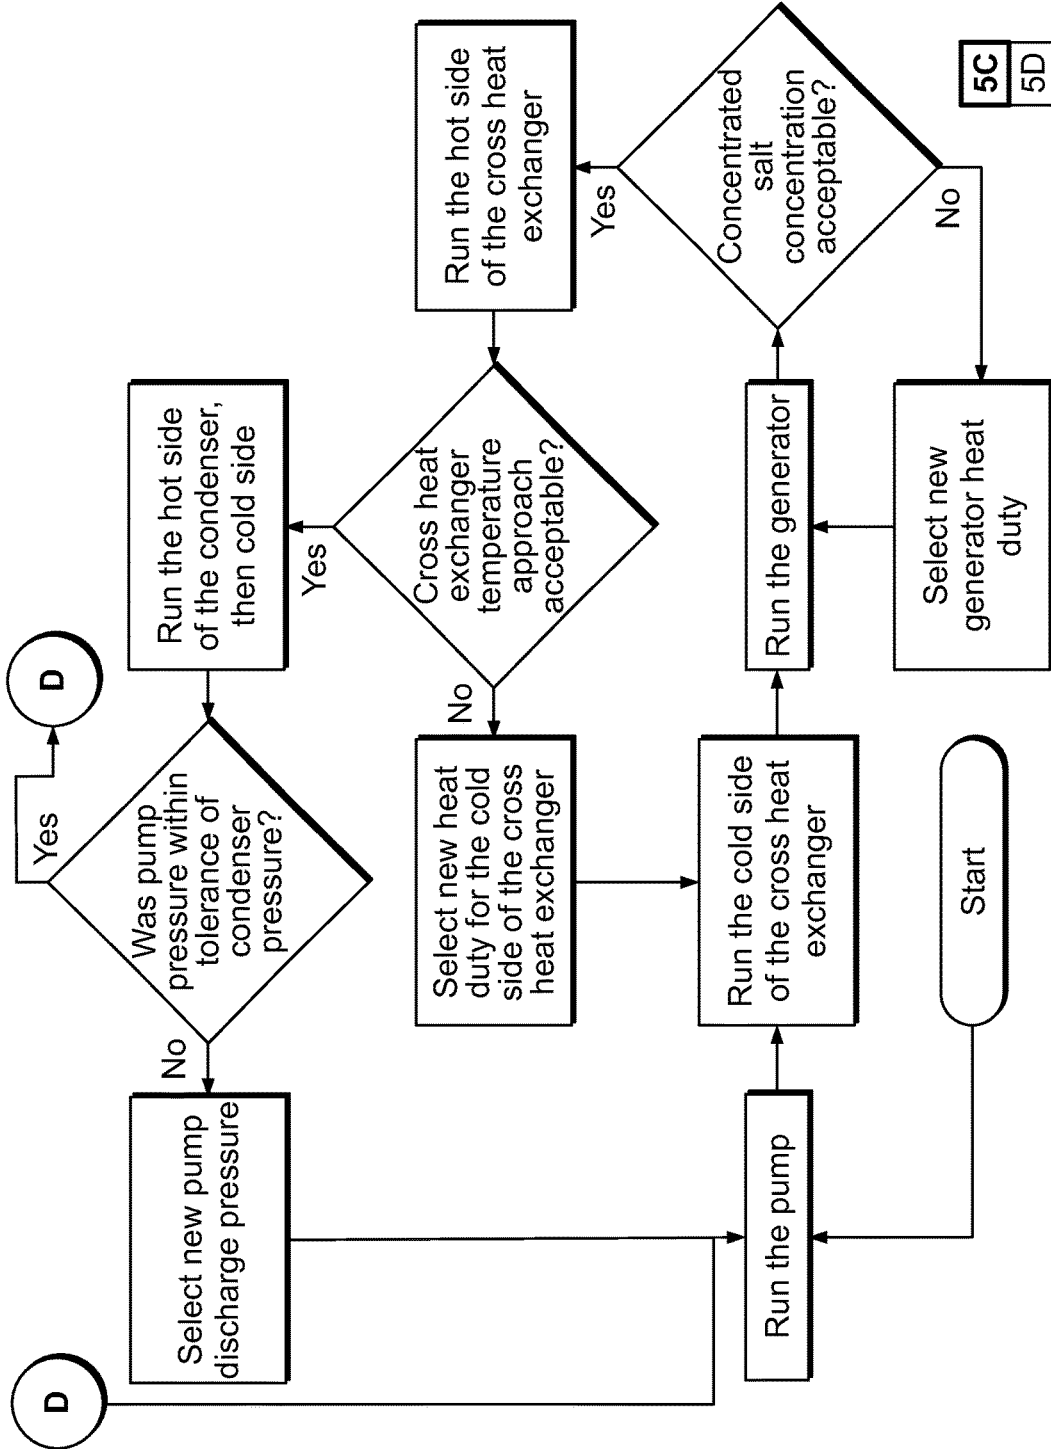 D
Select new pump
discharge pressure
No
Was pump
pressure within
tolerance of
condenser
pressure?
Yes
D
Run the hot side
of the condenser,
then cold side
Yes
Cross heat
exchanger
temperature
approach
acceptable?
No
Select new heat
duty for the cold
side of the cross
heat exchanger
Run the hot side
of the cross heat
exchanger
Yes
Run the pump
Run the cold side
of the cross heat
exchanger
Run the generator
Concentrated
salt
concentration
acceptable?
No
Start
Select new
generator heat
duty
5C
5D